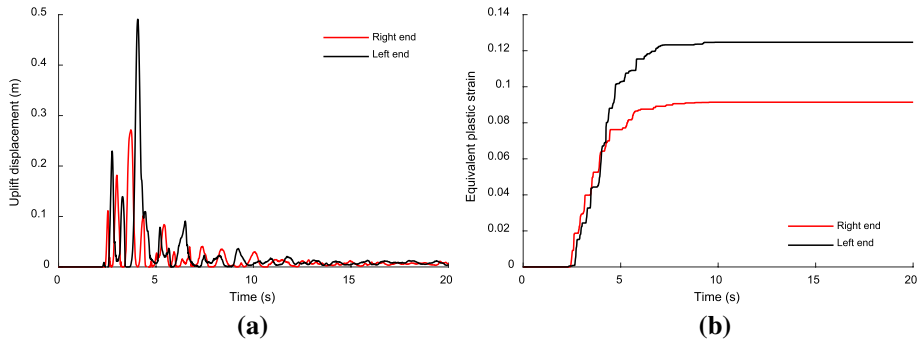 0.5
0.4
0.3
0.2
0.1
0
Uplift displacement (m)
Right end
Left end
0 5 10 15 20
Time (s)
(a)
0.14
0.12
0.1
0.08
0.06
0.04
0.02
0
Equivalent plastic strain
Right end
Left end
0 5 10 15 20
Time (s)
(b)